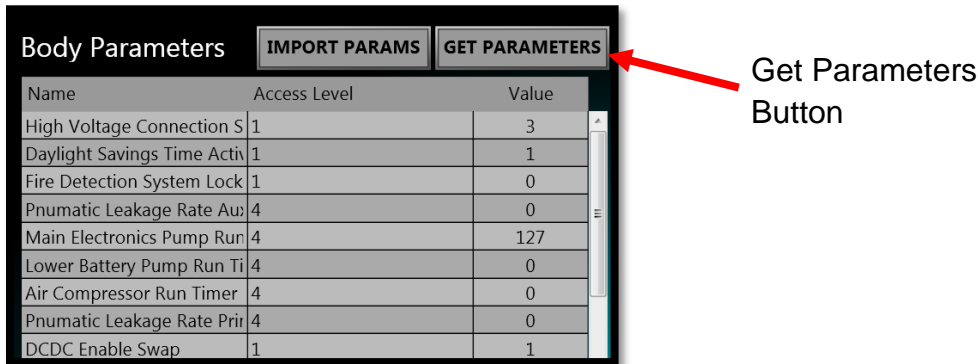 Body Parameters IMPORT PARAMS GET PARAMETERS
Name Access Level Value
High Voltage Connection S 1 3
Daylight Savings Time Activ 1 1
Fire Detection System Lock 1 0
Pnumatic Leakage Rate Aux 4 0
Main Electronics Pump Run 4 127
Lower Battery Pump Run Ti 4 0
Air Compressor Run Timer 4 0
Pnumatic Leakage Rate Prir 4 0
DCDC Enable Swap 1 1
Get Parameters
Button